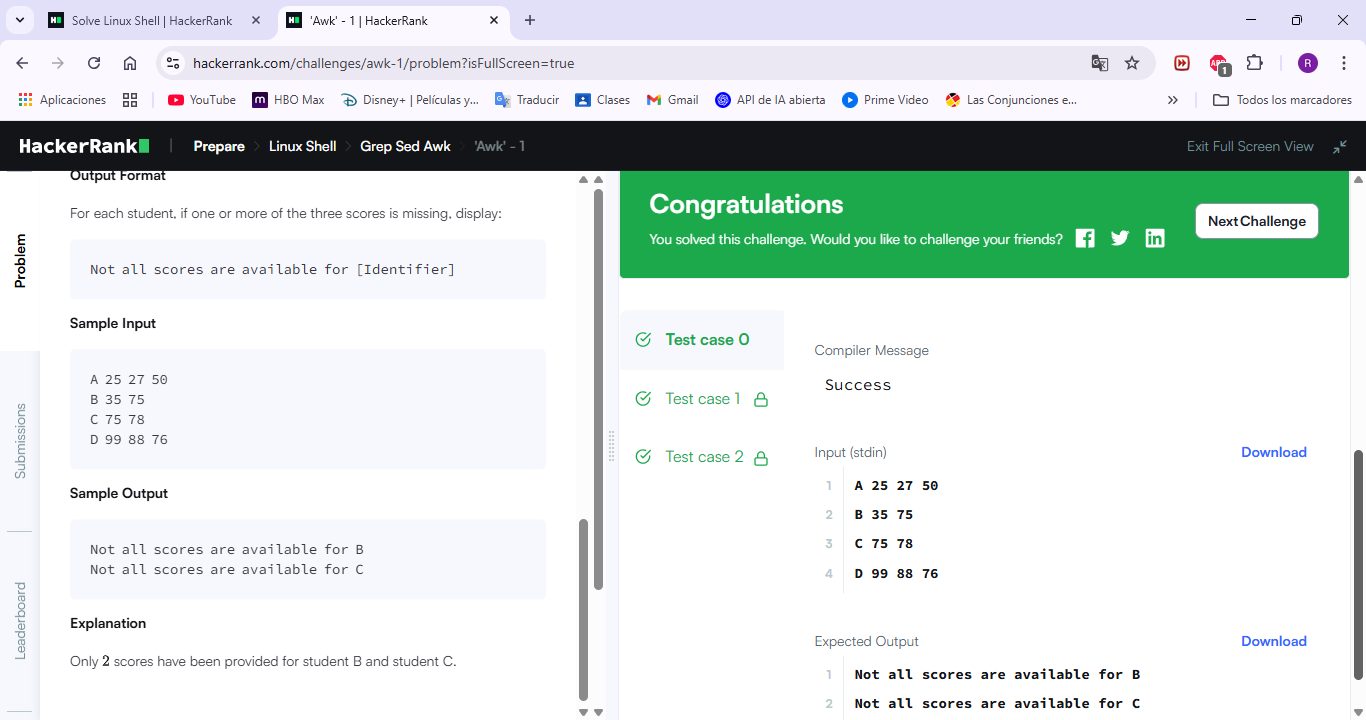 Solve Linux Shell | HackerRank
'Awk' - 1 | HackerRank
hackerrank.com/challenges/awk-1/problem?isFullScreen=true
1
R
Aplicaciones
YouTube
HBO Max
Disney+ | Películas y...
Traducir
Clases
Gmail
API de IA abierta
Prime Video
Las Conjunciones e...
Todos los marcadores
HackerRank
Prepare
Linux Shell
Grep Sed Awk
'Awk' - 1
Exit Full Screen View
Problem
Submissions
Leaderboard
Output Format
For each student, if one or more of the three scores is missing, display:
Not all scores are available for [Identifier]
Sample Input
A 25 27 50
B 35 75
C 75 78
D 99 88 76
Sample Output
Not all scores are available for B
Not all scores are available for C
Explanation
Only 2 scores have been provided for student B and student C.
Congratulations
You solved this challenge. Would you like to challenge your friends?
Next Challenge
Test case 0
Test case 1
Test case 2
Compiler Message
Success
Input (stdin)
Download
1 A 25 27 50
2 B 35 75
3 C 75 78
4 D 99 88 76
Expected Output
Download
1 Not all scores are available for B
2 Not all scores are available for C